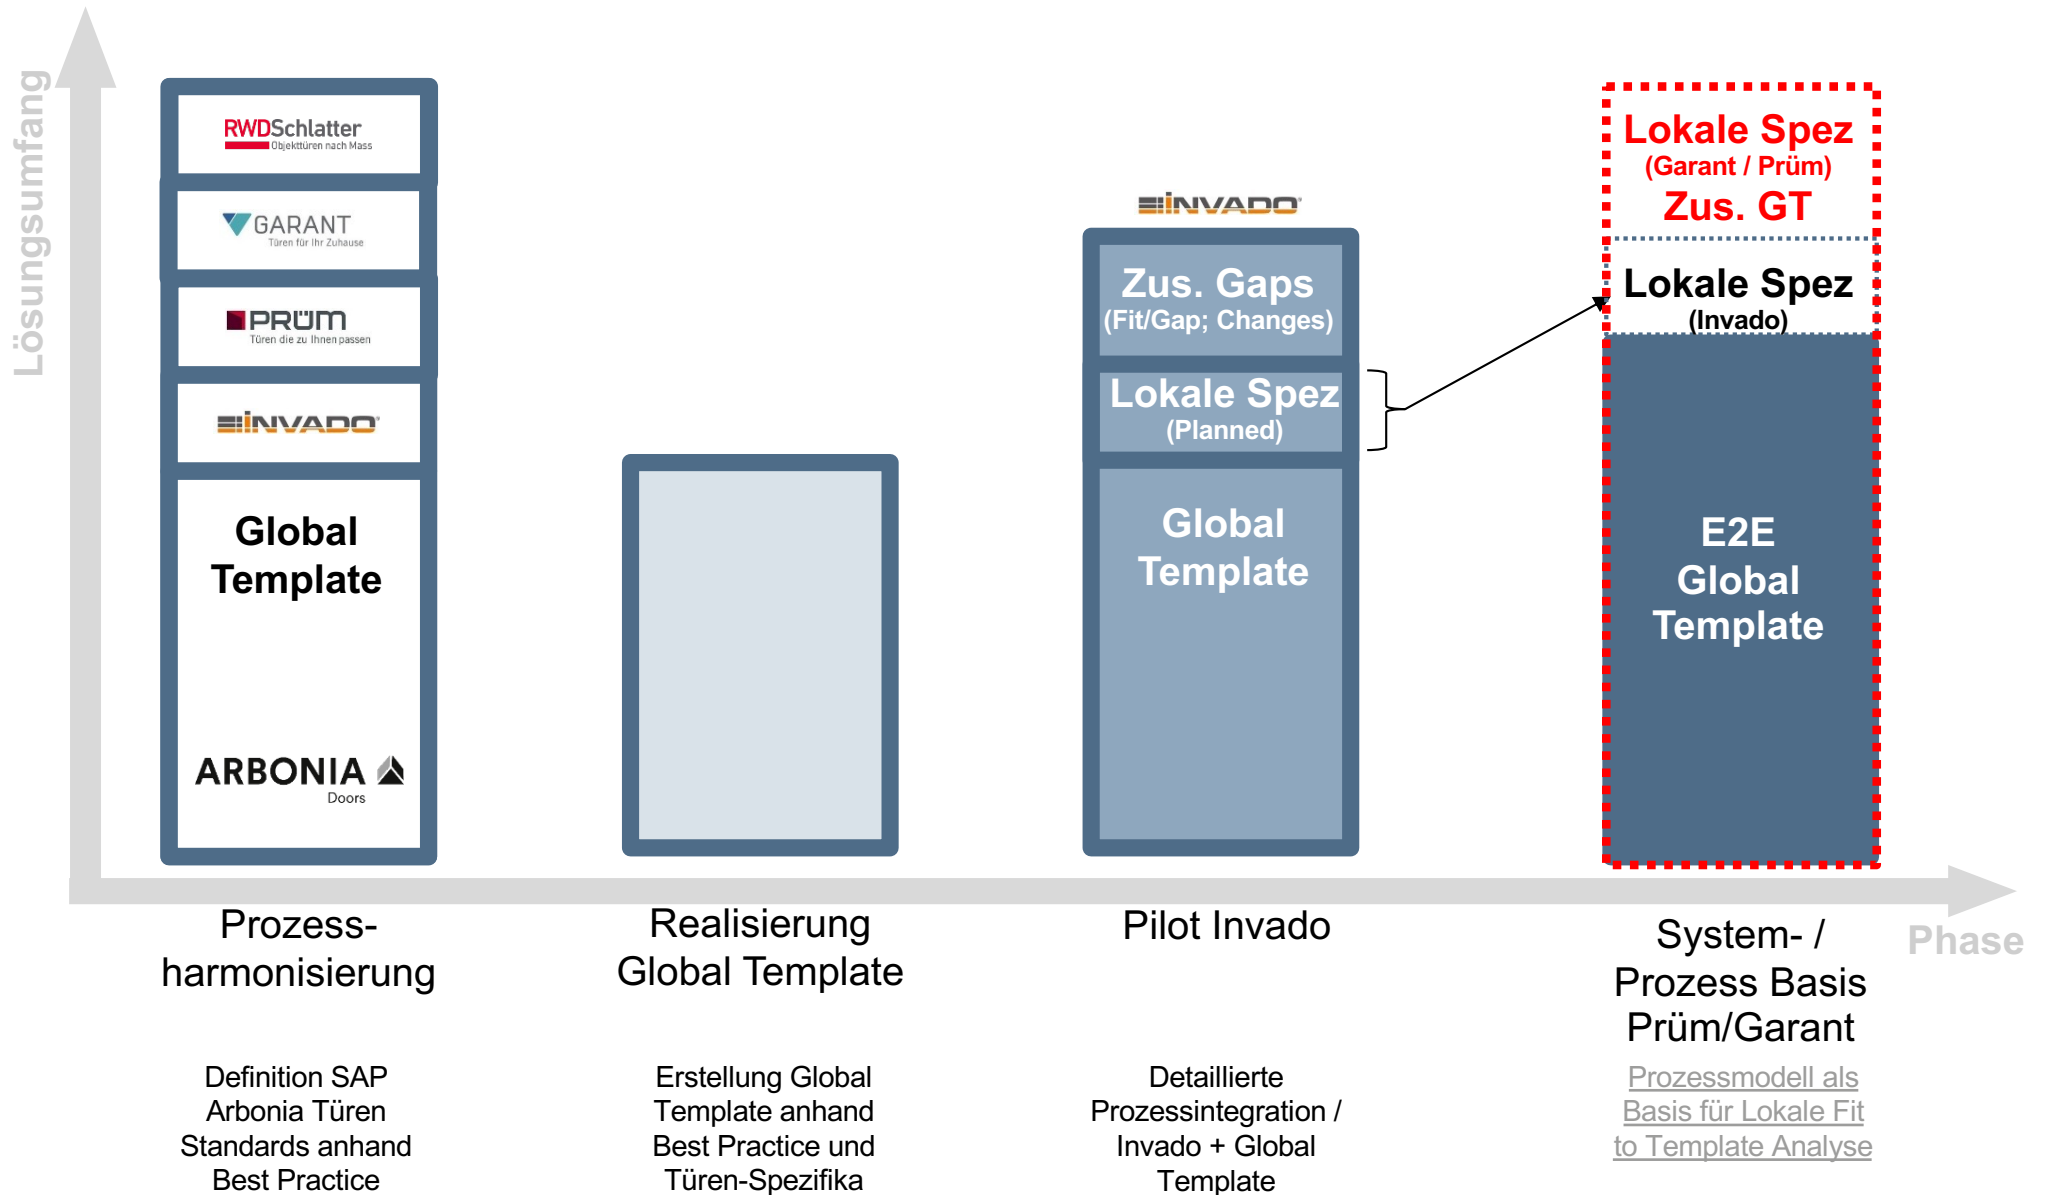 Lösungsumfang
RWDSchlatter
Objekttüren nach Mass
GARANT
Türen für Ihr Zuhause
PRÜM
Türen die zu Ihnen passen
INVADO
Global
Template
ARBONIA
Doors
INVADO
Zus. Gaps
(Fit/Gap; Changes)
Lokale Spez
(Planned)
Global
Template
Lokale Spez
(Garant / Prüm)
Zus. GT
Lokale Spez
(Invado)
E2E
Global
Template
Phase
Prozess-
harmonisierung
Definition SAP
Arbonia Türen
Standards anhand
Best Practice
Realisierung
Global Template
Erstellung Global
Template anhand
Best Practice und
Türen-Spezifika
Pilot Invado
Detaillierte
Prozessintegration /
Invado + Global
Template
System- /
Prozess Basis
Prüm/Garant
Prozessmodell als
Basis für Lokale Fit
to Template Analyse